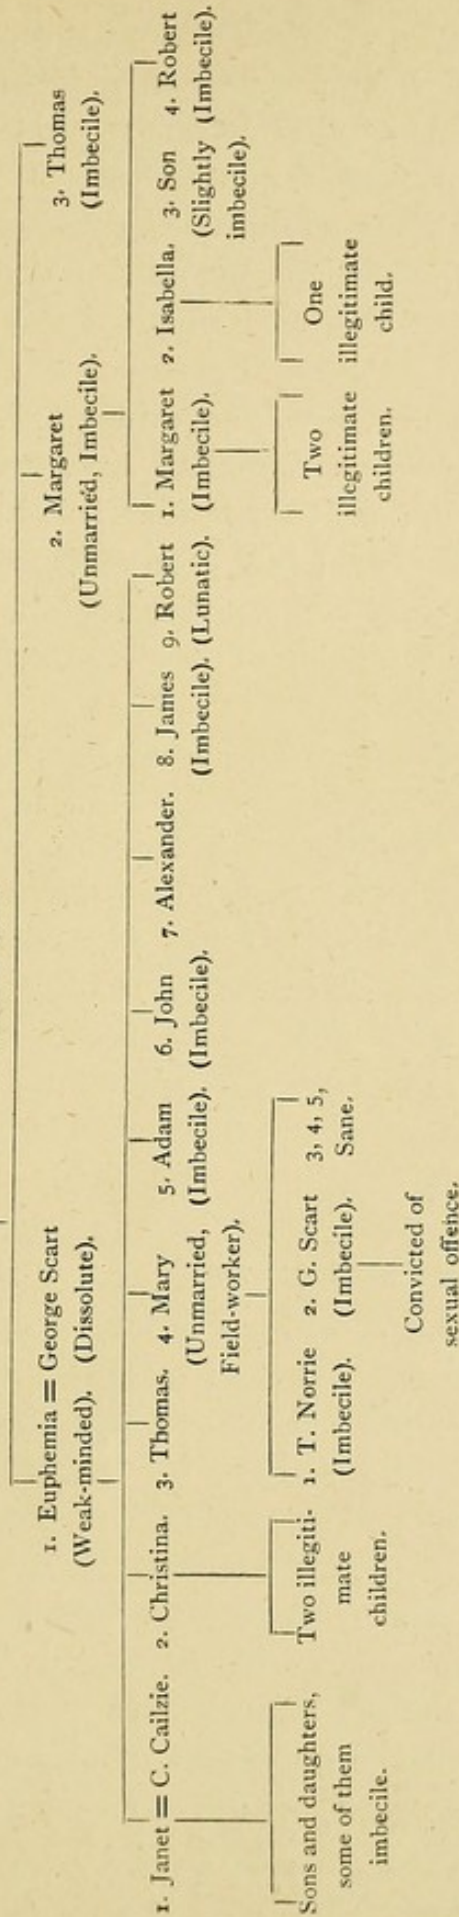 1. Euphemia = George Scart
(Weak-minded). (Dissolute).
2. Margaret
(Unmarried, Imbecile).
3. Thomas
(Imbecile).
1. Janet = C. Cailzie. 2. Christina. 3. Thomas. 4. Mary
(Unmarried,
Field-worker).
5. Adam
(Imbecile).
6. John
(Imbecile).
7. Alexander. 8. James
(Imbecile).
9. Robert
(Lunatic).
1. Margaret
(Imbecile).
2. Isabella. 3. Son
(Slightly
imbecile).
4. Robert
(Imbecile).
Sons and daughters,
some of them
imbecile.
Two illegiti-
mate
children.
1. T. Norrie
(Imbecile).
2. G. Scart
(Imbecile).
3, 4, 5,
Sane.
Convicted of
sexual offence.
Two
illegitimate
children.
One
illegitimate
child.